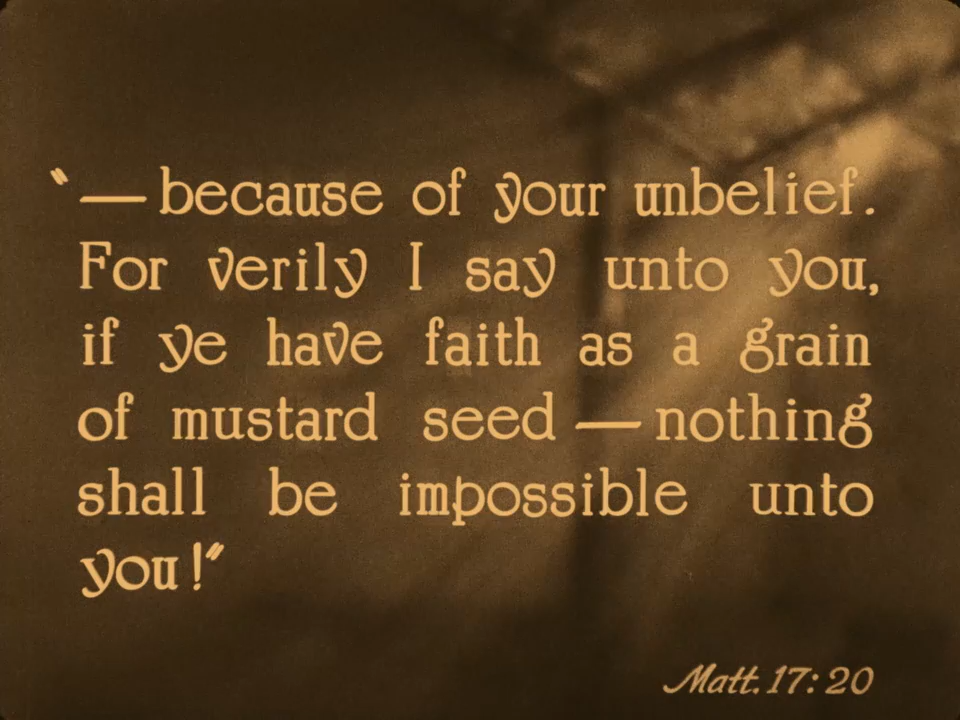 “—because of your unbelief.
For verily I say unto you,
if ye have faith as a grain
of mustard seed—nothing
shall be impossible unto
you!”
Matt. 17:20